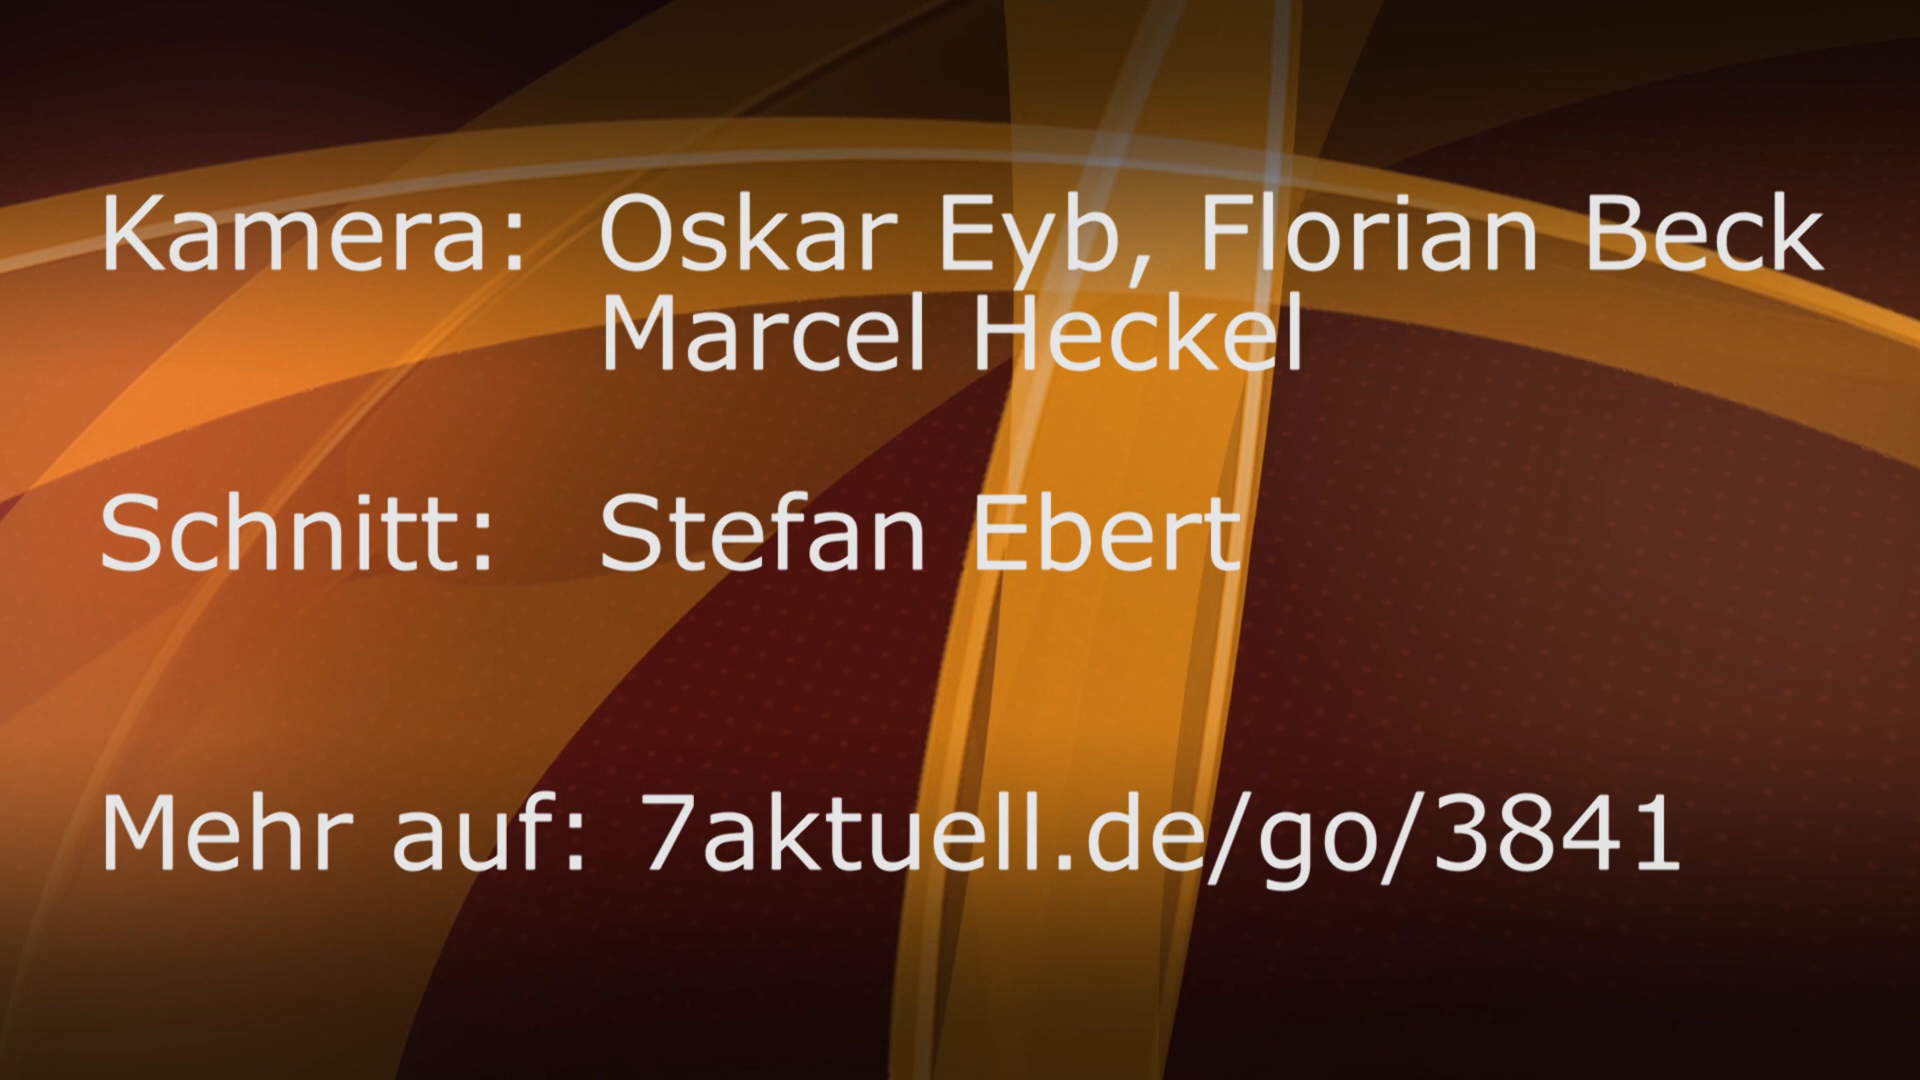 Kamera: Oskar Eyb, Florian Beck
Marcel Heckel
Schnitt: Stefan Ebert
Mehr auf: 7aktuell.de/go/3841